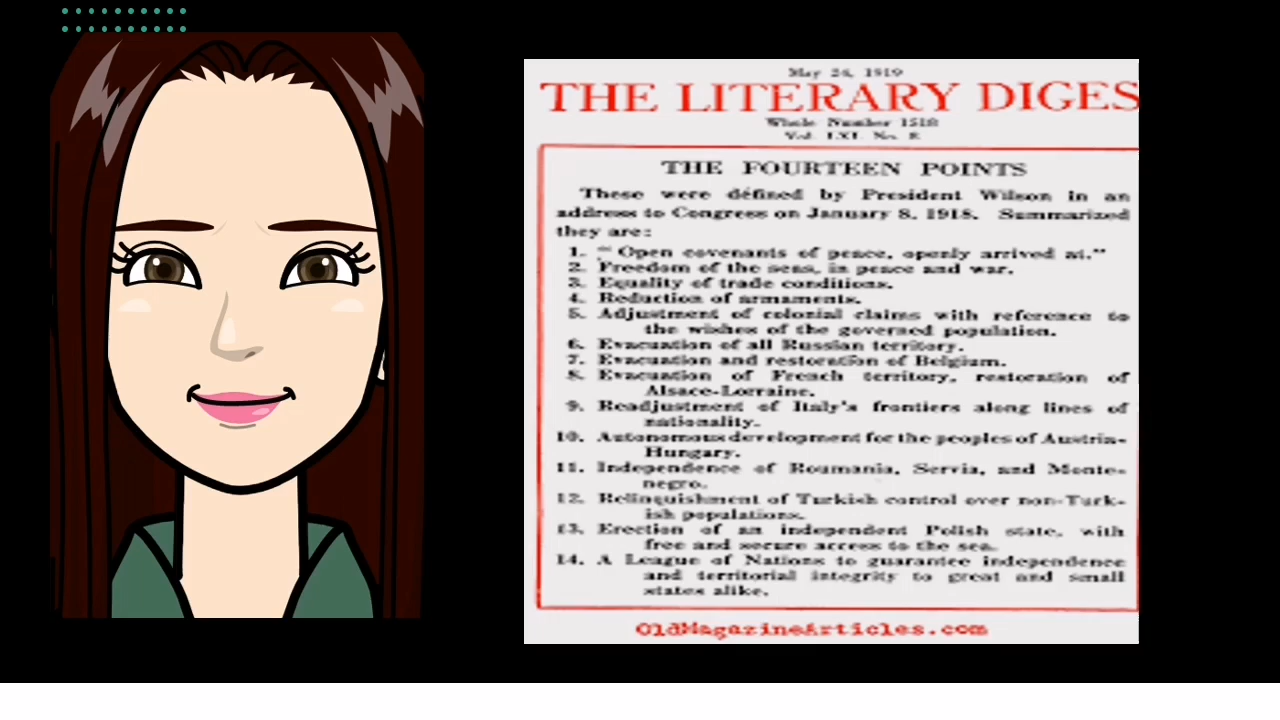 May 24, 1919
THE LITERARY DIGES
Whole Number 1518
Vol. LXI. No. 8
THE FOURTEEN POINTS
These were défined by President Wilson in an
address to Congress on January 8, 1918. Summarized
they are:
1. "Open covenants of peace, openly arrived at."
2. Freedom of the seas, in peace and war.
3. Equality of trade conditions.
4. Reduction of armaments.
5. Adjustment of colonial claims with reference to
the wishes of the governed population.
6. Evacuation of all Russian territory.
7. Evacuation and restoration of Belgium.
8. Evacuation of French territory, restoration of
Alsace-Lorraine.
9. Readjustment of Italy's frontiers along lines of
nationality.
10. Autonomous development for the peoples of Austria-
Hungary.
11. Independence of Roumania, Servia, and Monte-
negro.
12. Relinquishment of Turkish control over non-Turk-
ish populations.
13. Erection of an independent Polish state, with
free and secure access to the sea.
14. A League of Nations to guarantee independence
and territorial integrity to great and small
states alike.
OldMagazineArticles.com